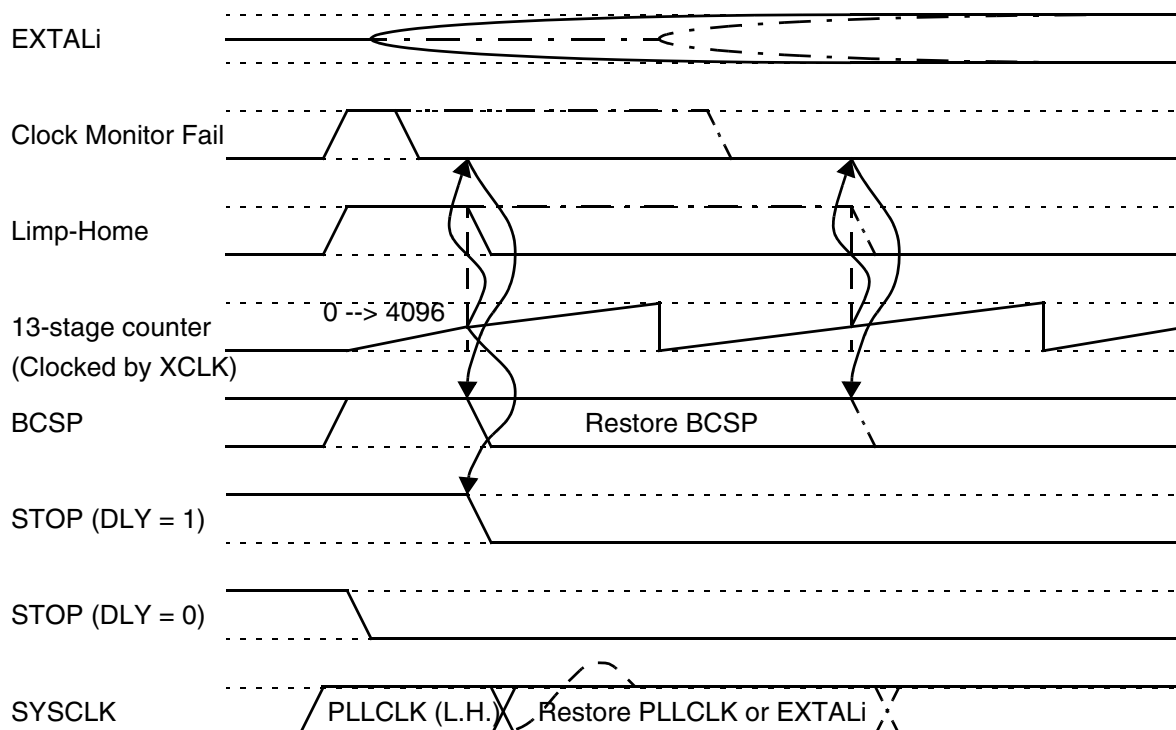 EXTALi
Clock Monitor Fail
Limp-Home
0 --> 4096
13-stage counter
(Clocked by XCLK)
BCSP
Restore BCSP
STOP (DLY = 1)
STOP (DLY = 0)
SYSCLK
PLLCLK (L.H.)
Restore PLLCLK or EXTALi